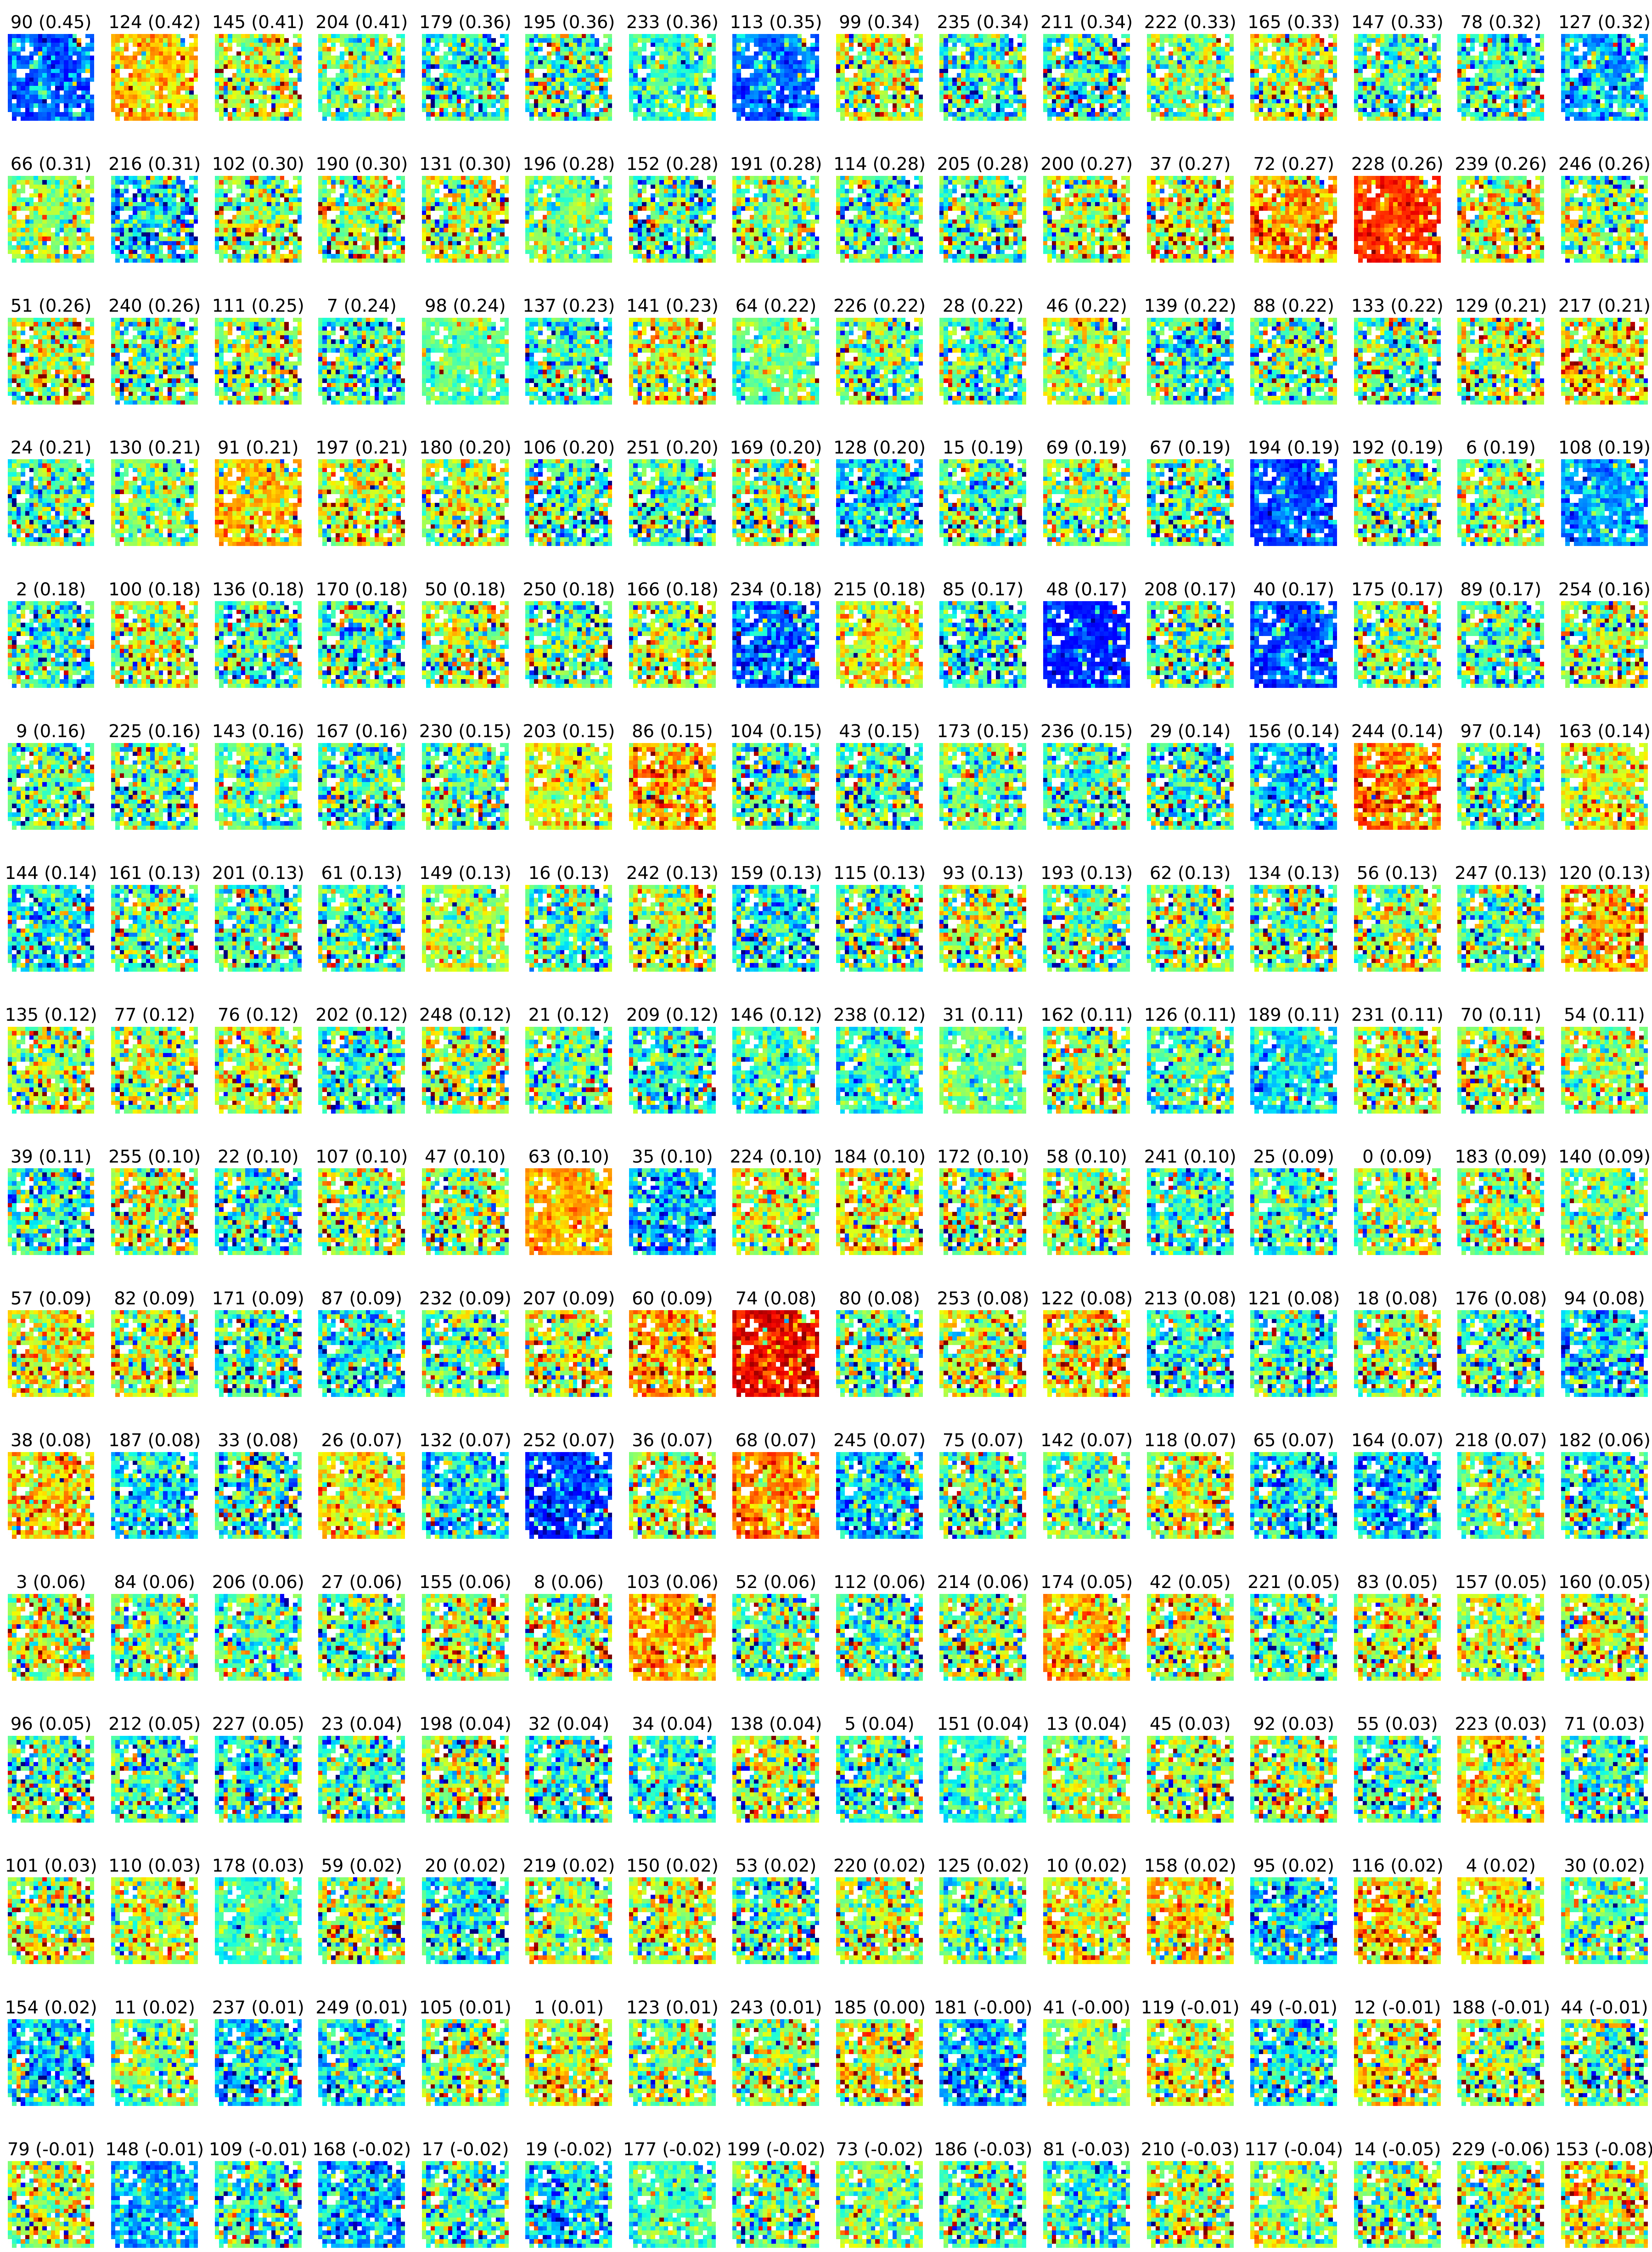 90 (0.45) 124 (0.42) 145 (0.41) 204 (0.41) 179 (0.36) 195 (0.36) 233 (0.36) 113 (0.35) 99 (0.34) 235 (0.34) 211 (0.34) 222 (0.33) 165 (0.33) 147 (0.33) 78 (0.32) 127 (0.32)
66 (0.31) 216 (0.31) 102 (0.30) 190 (0.30) 131 (0.30) 196 (0.28) 152 (0.28) 191 (0.28) 114 (0.28) 205 (0.28) 200 (0.27) 37 (0.27) 72 (0.27) 228 (0.26) 239 (0.26) 246 (0.26)
51 (0.26) 240 (0.26) 111 (0.25) 7 (0.24) 98 (0.24) 137 (0.23) 141 (0.23) 64 (0.22) 226 (0.22) 28 (0.22) 46 (0.22) 139 (0.22) 88 (0.22) 133 (0.22) 129 (0.21) 217 (0.21)
24 (0.21) 130 (0.21) 91 (0.21) 197 (0.21) 180 (0.20) 106 (0.20) 251 (0.20) 169 (0.20) 128 (0.20) 15 (0.19) 69 (0.19) 67 (0.19) 194 (0.19) 192 (0.19) 6 (0.19) 108 (0.19)
2 (0.18) 100 (0.18) 136 (0.18) 170 (0.18) 50 (0.18) 250 (0.18) 166 (0.18) 234 (0.18) 215 (0.18) 85 (0.17) 48 (0.17) 208 (0.17) 40 (0.17) 175 (0.17) 89 (0.17) 254 (0.16)
9 (0.16) 225 (0.16) 143 (0.16) 167 (0.16) 230 (0.15) 203 (0.15) 86 (0.15) 104 (0.15) 43 (0.15) 173 (0.15) 236 (0.15) 29 (0.14) 156 (0.14) 244 (0.14) 97 (0.14) 163 (0.14)
144 (0.14) 161 (0.13) 201 (0.13) 61 (0.13) 149 (0.13) 16 (0.13) 242 (0.13) 159 (0.13) 115 (0.13) 93 (0.13) 193 (0.13) 62 (0.13) 134 (0.13) 56 (0.13) 247 (0.13) 120 (0.13)
135 (0.12) 77 (0.12) 76 (0.12) 202 (0.12) 248 (0.12) 21 (0.12) 209 (0.12) 146 (0.12) 238 (0.12) 31 (0.11) 162 (0.11) 126 (0.11) 189 (0.11) 231 (0.11) 70 (0.11) 54 (0.11)
39 (0.11) 255 (0.10) 22 (0.10) 107 (0.10) 47 (0.10) 63 (0.10) 35 (0.10) 224 (0.10) 184 (0.10) 172 (0.10) 58 (0.10) 241 (0.10) 25 (0.09) 0 (0.09) 183 (0.09) 140 (0.09)
57 (0.09) 82 (0.09) 171 (0.09) 87 (0.09) 232 (0.09) 207 (0.09) 60 (0.09) 74 (0.08) 80 (0.08) 253 (0.08) 122 (0.08) 213 (0.08) 121 (0.08) 18 (0.08) 176 (0.08) 94 (0.08)
38 (0.08) 187 (0.08) 33 (0.08) 26 (0.07) 132 (0.07) 252 (0.07) 36 (0.07) 68 (0.07) 245 (0.07) 75 (0.07) 142 (0.07) 118 (0.07) 65 (0.07) 164 (0.07) 218 (0.07) 182 (0.06)
3 (0.06) 84 (0.06) 206 (0.06) 27 (0.06) 155 (0.06) 8 (0.06) 103 (0.06) 52 (0.06) 112 (0.06) 214 (0.06) 174 (0.05) 42 (0.05) 221 (0.05) 83 (0.05) 157 (0.05) 160 (0.05)
96 (0.05) 212 (0.05) 227 (0.05) 23 (0.04) 198 (0.04) 32 (0.04) 34 (0.04) 138 (0.04) 5 (0.04) 151 (0.04) 13 (0.04) 45 (0.03) 92 (0.03) 55 (0.03) 223 (0.03) 71 (0.03)
101 (0.03) 110 (0.03) 178 (0.03) 59 (0.02) 20 (0.02) 219 (0.02) 150 (0.02) 53 (0.02) 220 (0.02) 125 (0.02) 10 (0.02) 158 (0.02) 95 (0.02) 116 (0.02) 4 (0.02) 30 (0.02)
154 (0.02) 11 (0.02) 237 (0.01) 249 (0.01) 105 (0.01) 1 (0.01) 123 (0.01) 243 (0.01) 185 (0.00) 181 (-0.00) 41 (-0.00) 119 (-0.01) 49 (-0.01) 12 (-0.01) 188 (-0.01) 44 (-0.01)
79 (-0.01) 148 (-0.01) 109 (-0.01) 168 (-0.02) 17 (-0.02) 19 (-0.02) 177 (-0.02) 199 (-0.02) 73 (-0.02) 186 (-0.03) 81 (-0.03) 210 (-0.03) 117 (-0.04) 14 (-0.05) 229 (-0.06) 153 (-0.08)